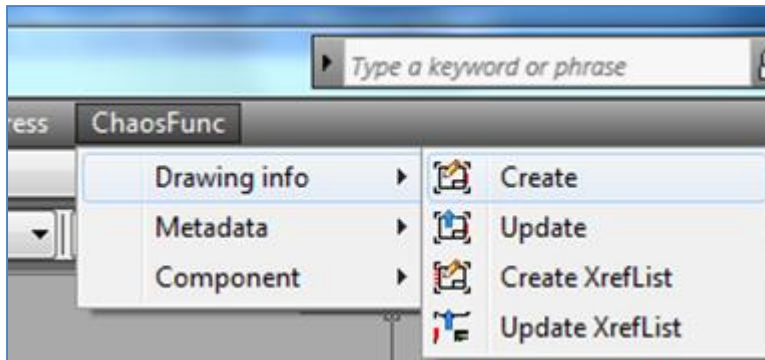 Type a keyword or phrase
ress ChaosFunc
Drawing info Create
Metadata Update
Component Create XrefList
Update XrefList